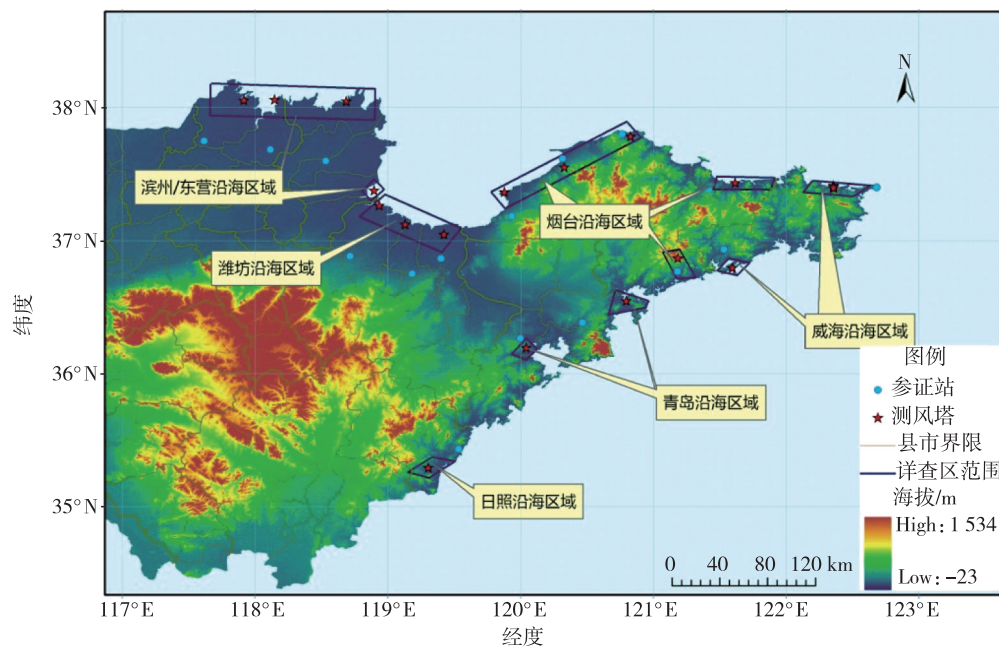 N
38°N
37°N
36°N
35°N
纬度
滨州/东营沿海区域
潍坊沿海区域
烟台沿海区域
威海沿海区域
青岛沿海区域
日照沿海区域
图例
参证站
测风塔
县市界限
详查区范围
海拔/m
High: 1 534
Low: -23
0 40 80 120 km
117°E 118°E 119°E 120°E 121°E 122°E 123°E
经度